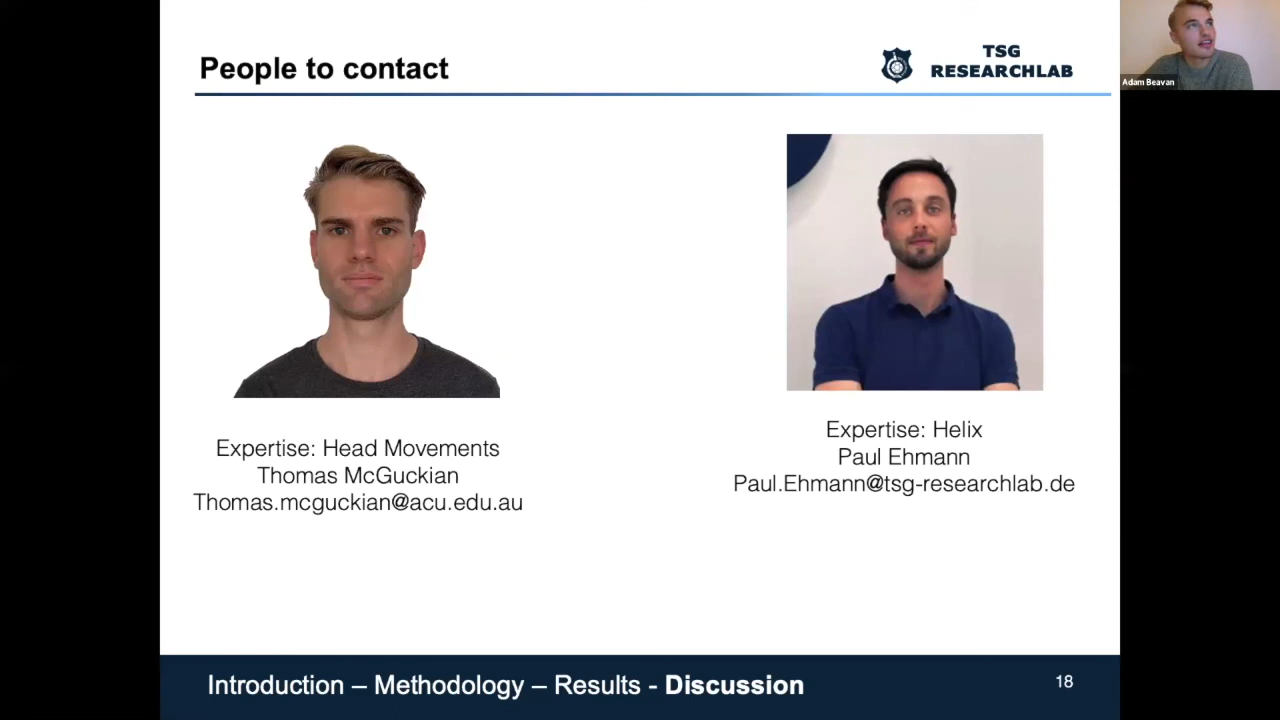 People to contact
TSG
RESEARCHLAB
Adam Beavan
Expertise: Head Movements
Thomas McGuckian
Thomas.mcguckian@acu.edu.au
Expertise: Helix
Paul Ehmann
Paul.Ehmann@tsg-researchlab.de
Introduction – Methodology – Results - Discussion
18